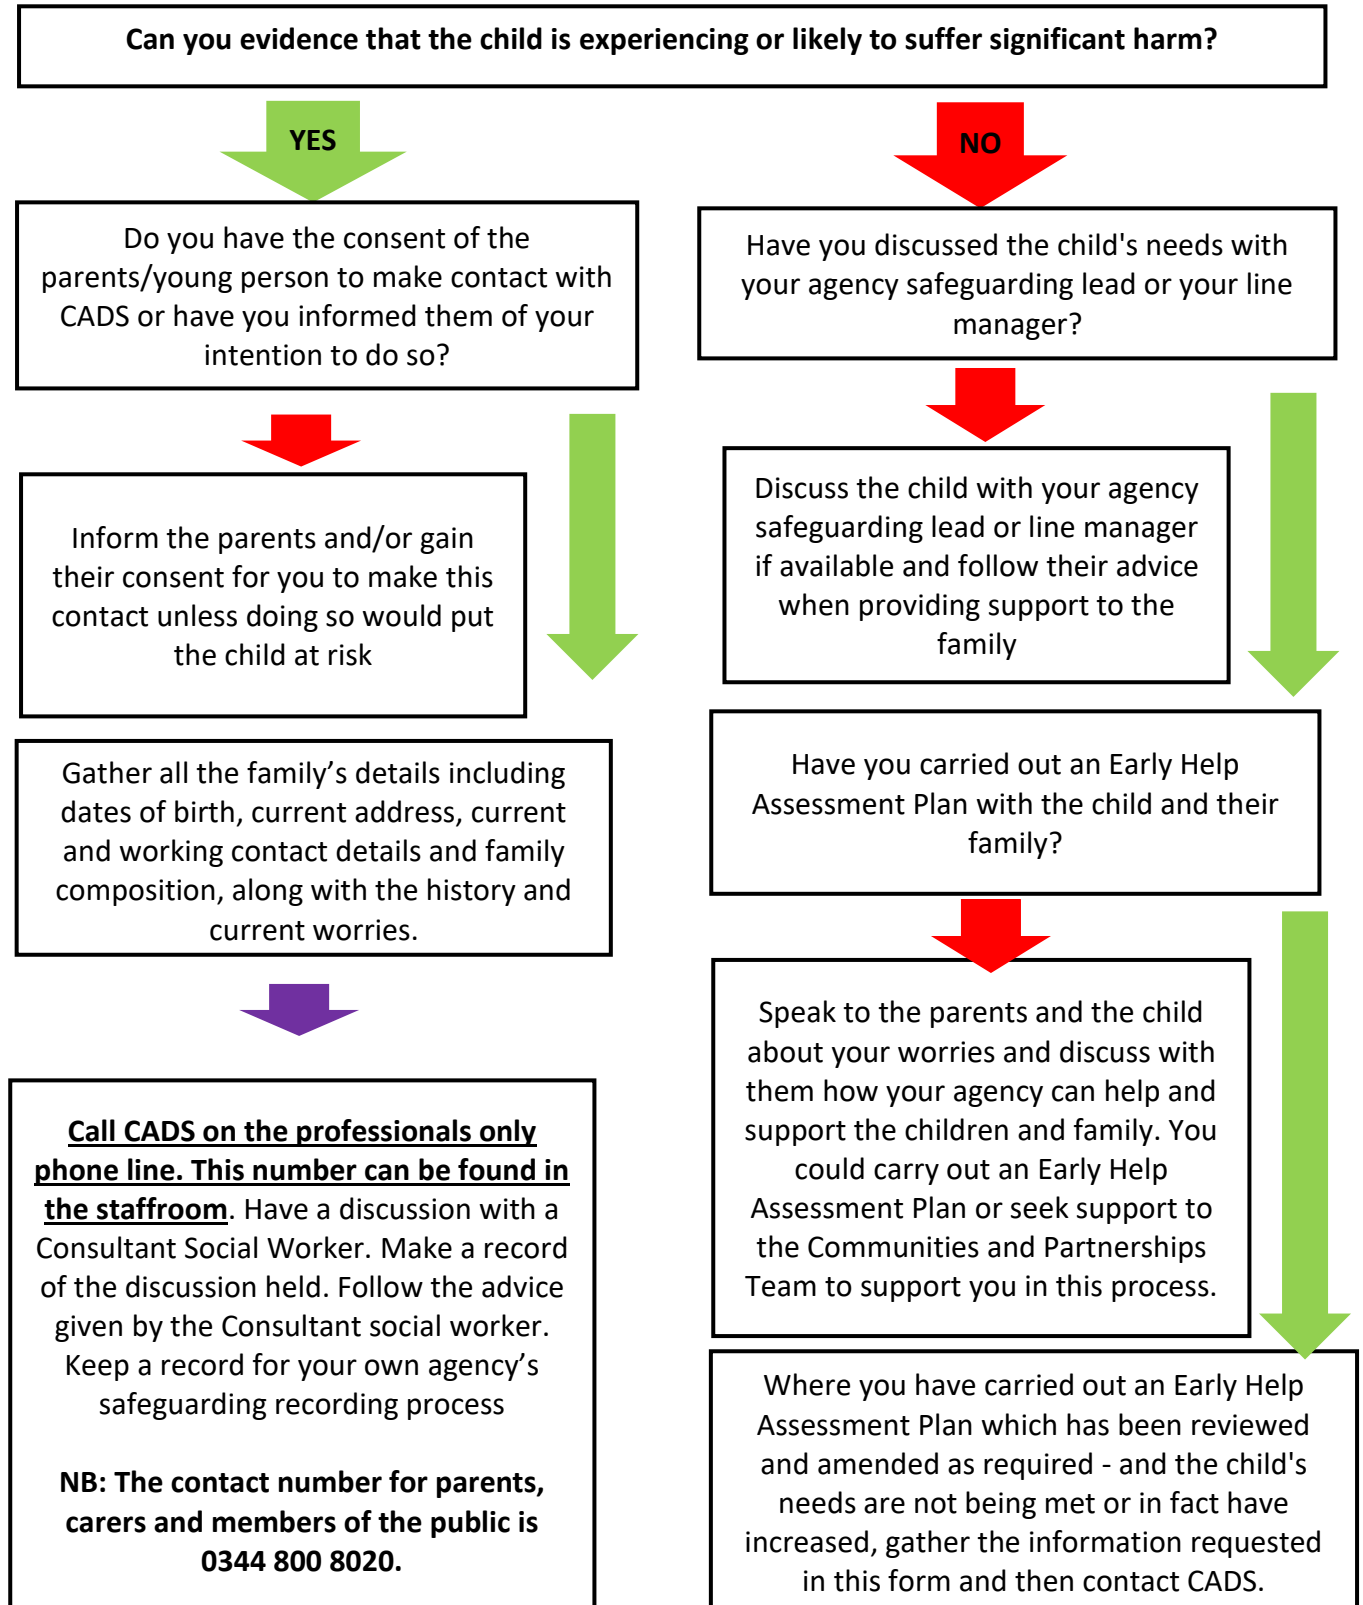 Can you evidence that the child is experiencing or likely to suffer significant harm?
YES
NO
Do you have the consent of the
parents/young person to make contact with
CADS or have you informed them of your
intention to do so?
Have you discussed the child's needs with
your agency safeguarding lead or your line
manager?
Inform the parents and/or gain
their consent for you to make this
contact unless doing so would put
the child at risk
Discuss the child with your agency
safeguarding lead or line manager
if available and follow their advice
when providing support to the
family
Gather all the family’s details including
dates of birth, current address, current
and working contact details and family
composition, along with the history and
current worries.
Have you carried out an Early Help
Assessment Plan with the child and their
family?
Call CADS on the professionals only
phone line. This number can be found in
the staffroom. Have a discussion with a
Consultant Social Worker. Make a record
of the discussion held. Follow the advice
given by the Consultant social worker.
Keep a record for your own agency’s
safeguarding recording process
NB: The contact number for parents,
carers and members of the public is
0344 800 8020.
Speak to the parents and the child
about your worries and discuss with
them how your agency can help and
support the children and family. You
could carry out an Early Help
Assessment Plan or seek support to
the Communities and Partnerships
Team to support you in this process.
Where you have carried out an Early Help
Assessment Plan which has been reviewed
and amended as required - and the child's
needs are not being met or in fact have
increased, gather the information requested
in this form and then contact CADS.